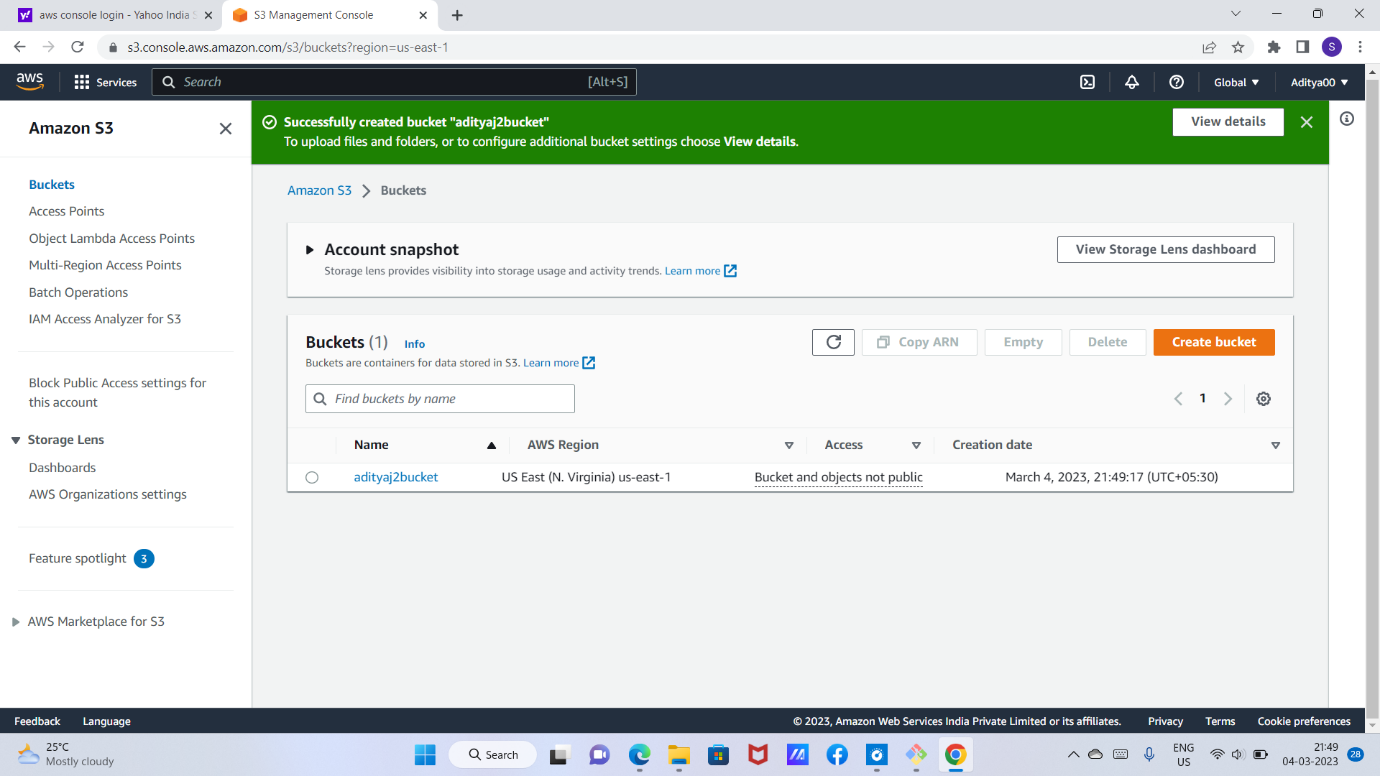 aws console login - Yahoo India S
S3 Management Console
s3.console.aws.amazon.com/s3/buckets?region=us-east-1
S
aws
Services
Search
[Alt+S]
Global
Aditya00
Amazon S3
Buckets
Access Points
Object Lambda Access Points
Multi-Region Access Points
Batch Operations
IAM Access Analyzer for S3
Block Public Access settings for
this account
Storage Lens
Dashboards
AWS Organizations settings
Feature spotlight 3
AWS Marketplace for S3
Successfully created bucket "adityaj2bucket"
To upload files and folders, or to configure additional bucket settings choose View details.
View details
Amazon S3 > Buckets
Account snapshot
Storage lens provides visibility into storage usage and activity trends. Learn more
View Storage Lens dashboard
Buckets (1) Info
Buckets are containers for data stored in S3. Learn more
Copy ARN
Empty
Delete
Create bucket
Find buckets by name
1
Name AWS Region Access Creation date
adityaj2bucket US East (N. Virginia) us-east-1 Bucket and objects not public March 4, 2023, 21:49:17 (UTC+05:30)
Feedback Language © 2023, Amazon Web Services India Private Limited or its affiliates. Privacy Terms Cookie preferences
25°C
Mostly cloudy
Search
ENG
US
21:49
04-03-2023
28